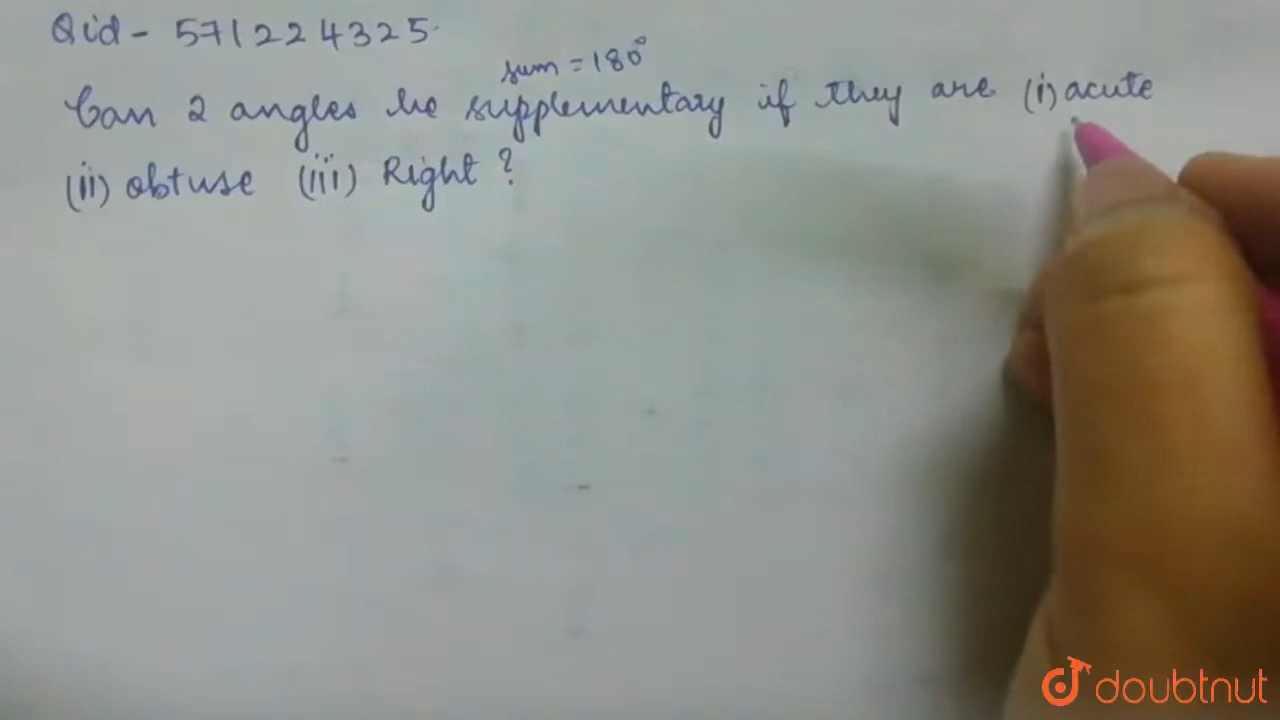 Qid - 571224325.
sum = 180°
Can 2 angles be supplementary if they are (i) acute
(ii) obtuse (iii) Right ?
doubtnut